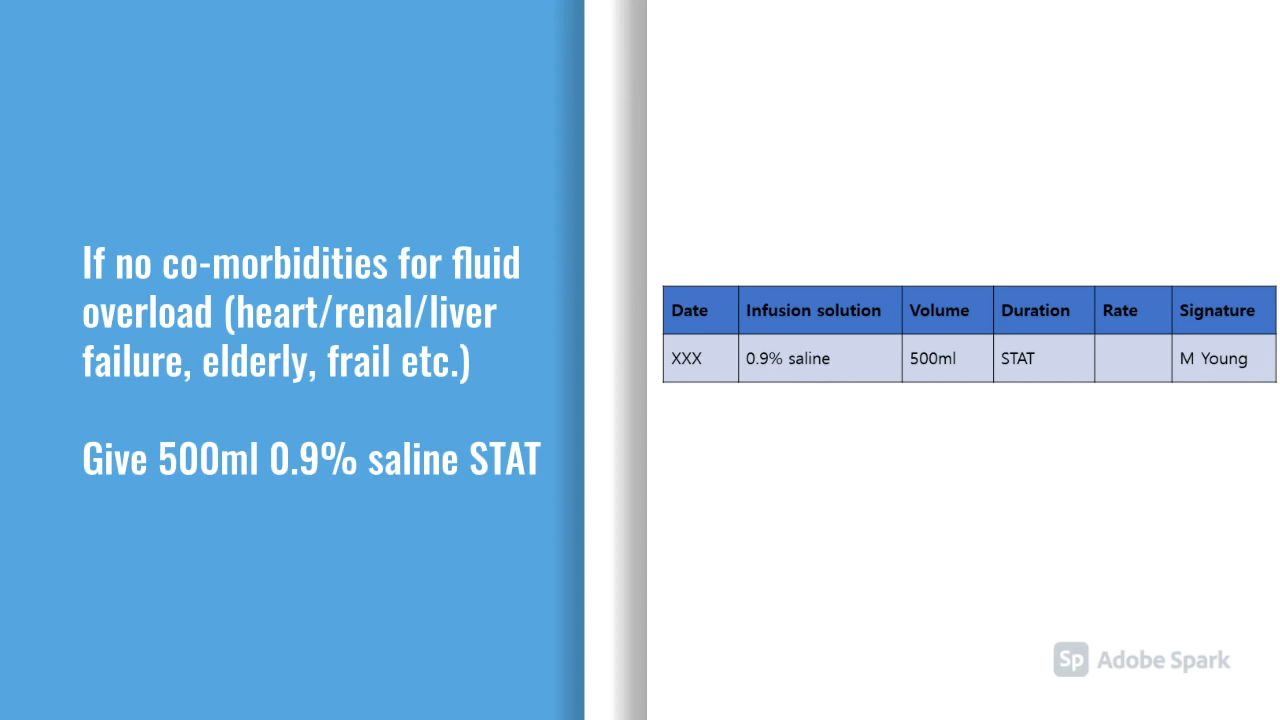 If no co-morbidities for fluid
overload (heart/renal/liver
failure, elderly, frail etc.)
Give 500ml 0.9% saline STAT
Date Infusion solution Volume Duration Rate Signature
XXX 0.9% saline 500ml STAT M Young
Sp Adobe Spark